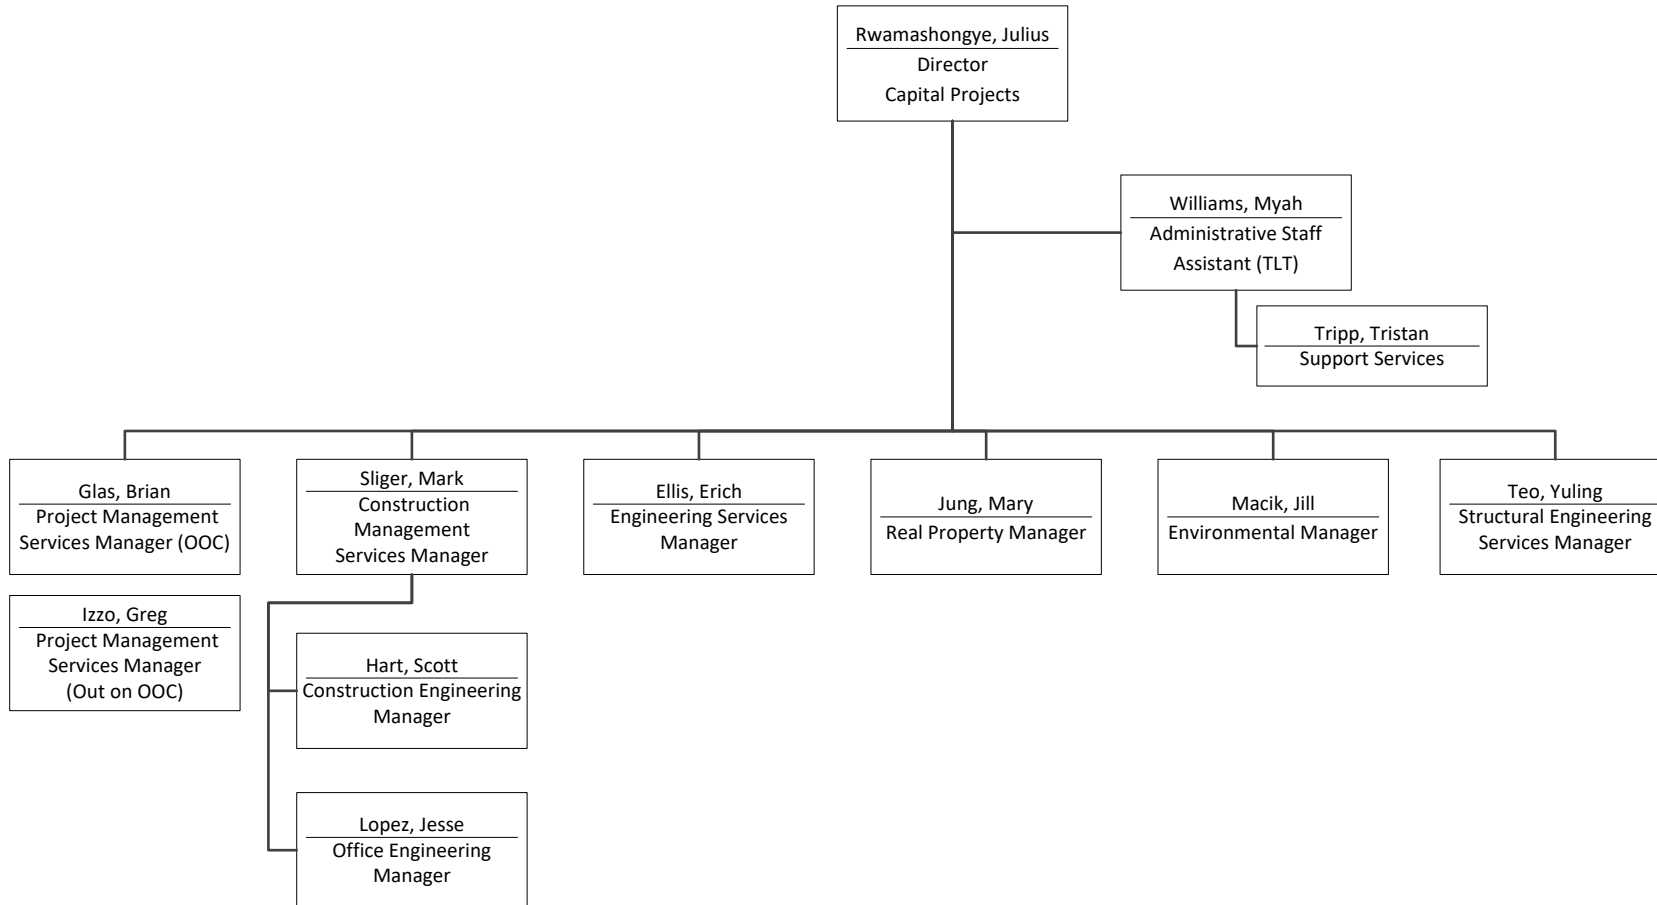 Rwamashongye, Julius
Director
Capital Projects
Williams, Myah
Administrative Staff
Assistant (TLT)
Tripp, Tristan
Support Services
Glas, Brian
Project Management
Services Manager (OOC)
Sliger, Mark
Construction
Management
Services Manager
Ellis, Erich
Engineering Services
Manager
Jung, Mary
Real Property Manager
Macik, Jill
Environmental Manager
Teo, Yuling
Structural Engineering
Services Manager
Izzo, Greg
Project Management
Services Manager
(Out on OOC)
Hart, Scott
Construction Engineering
Manager
Lopez, Jesse
Office Engineering
Manager